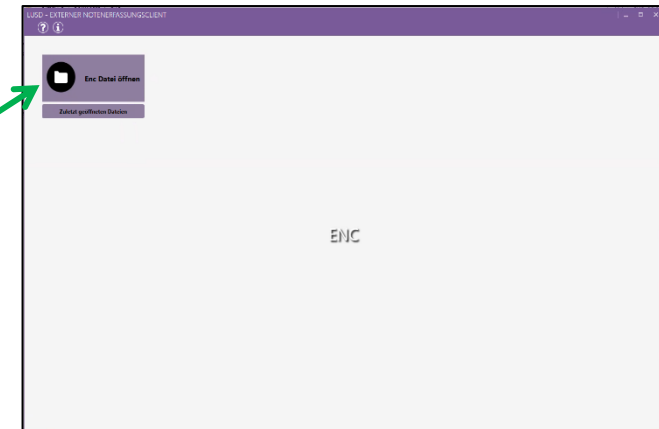 LUSD - EXTERNER NOTENERFASSUNGSCLIENT
? i
Enc Datei öffnen
Zuletzt geöffneten Dateien
ENC